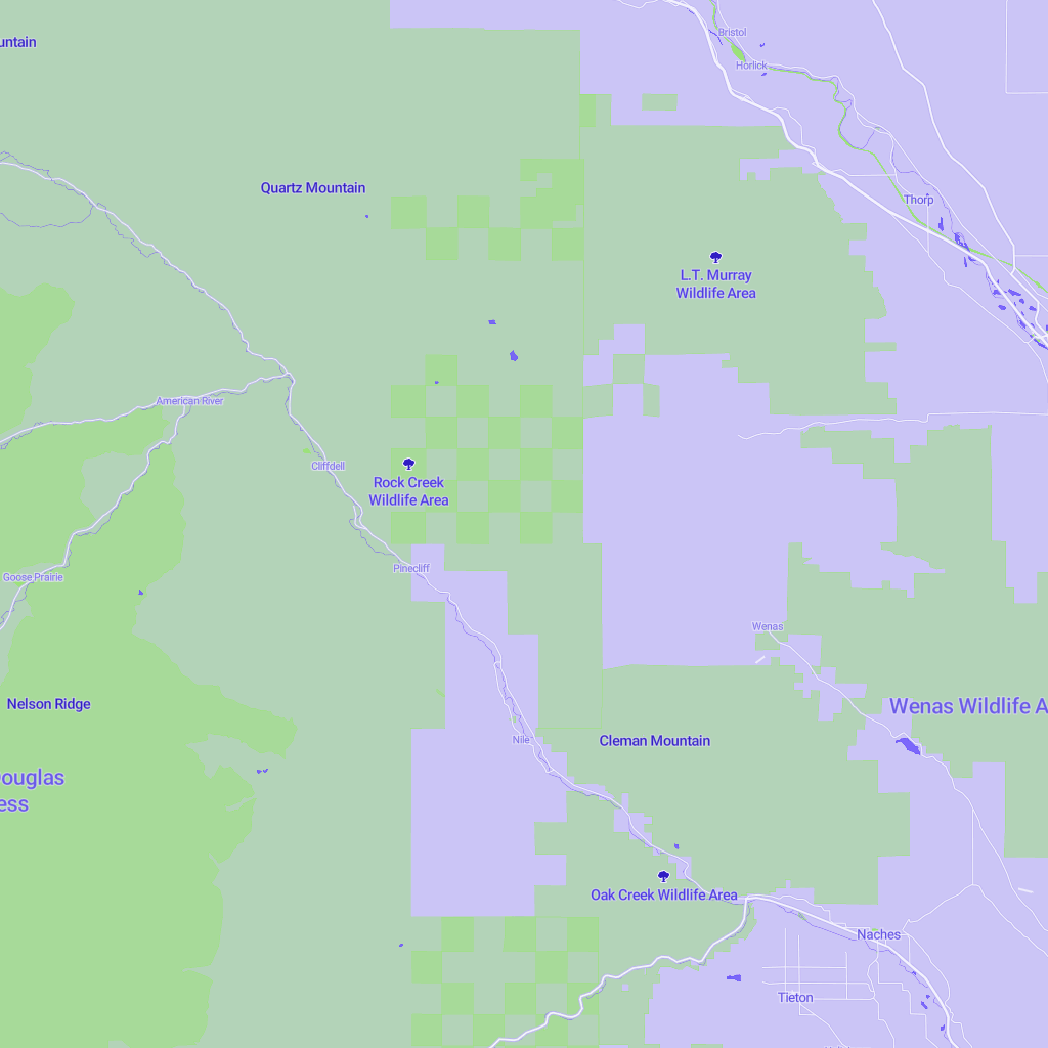 Bristol
untain
Horlick
Quartz Mountain
Thorp
L.T. Murray
Wildlife Area
American River
Cliffdell
Rock Creek
Wildlife Area
Pinecliff
Goose Prairie
Wenas
Nelson Ridge
Wenas Wildlife A
Nile
Cleman Mountain
ouglas
ess
Oak Creek Wildlife Area
Naches
Tieton